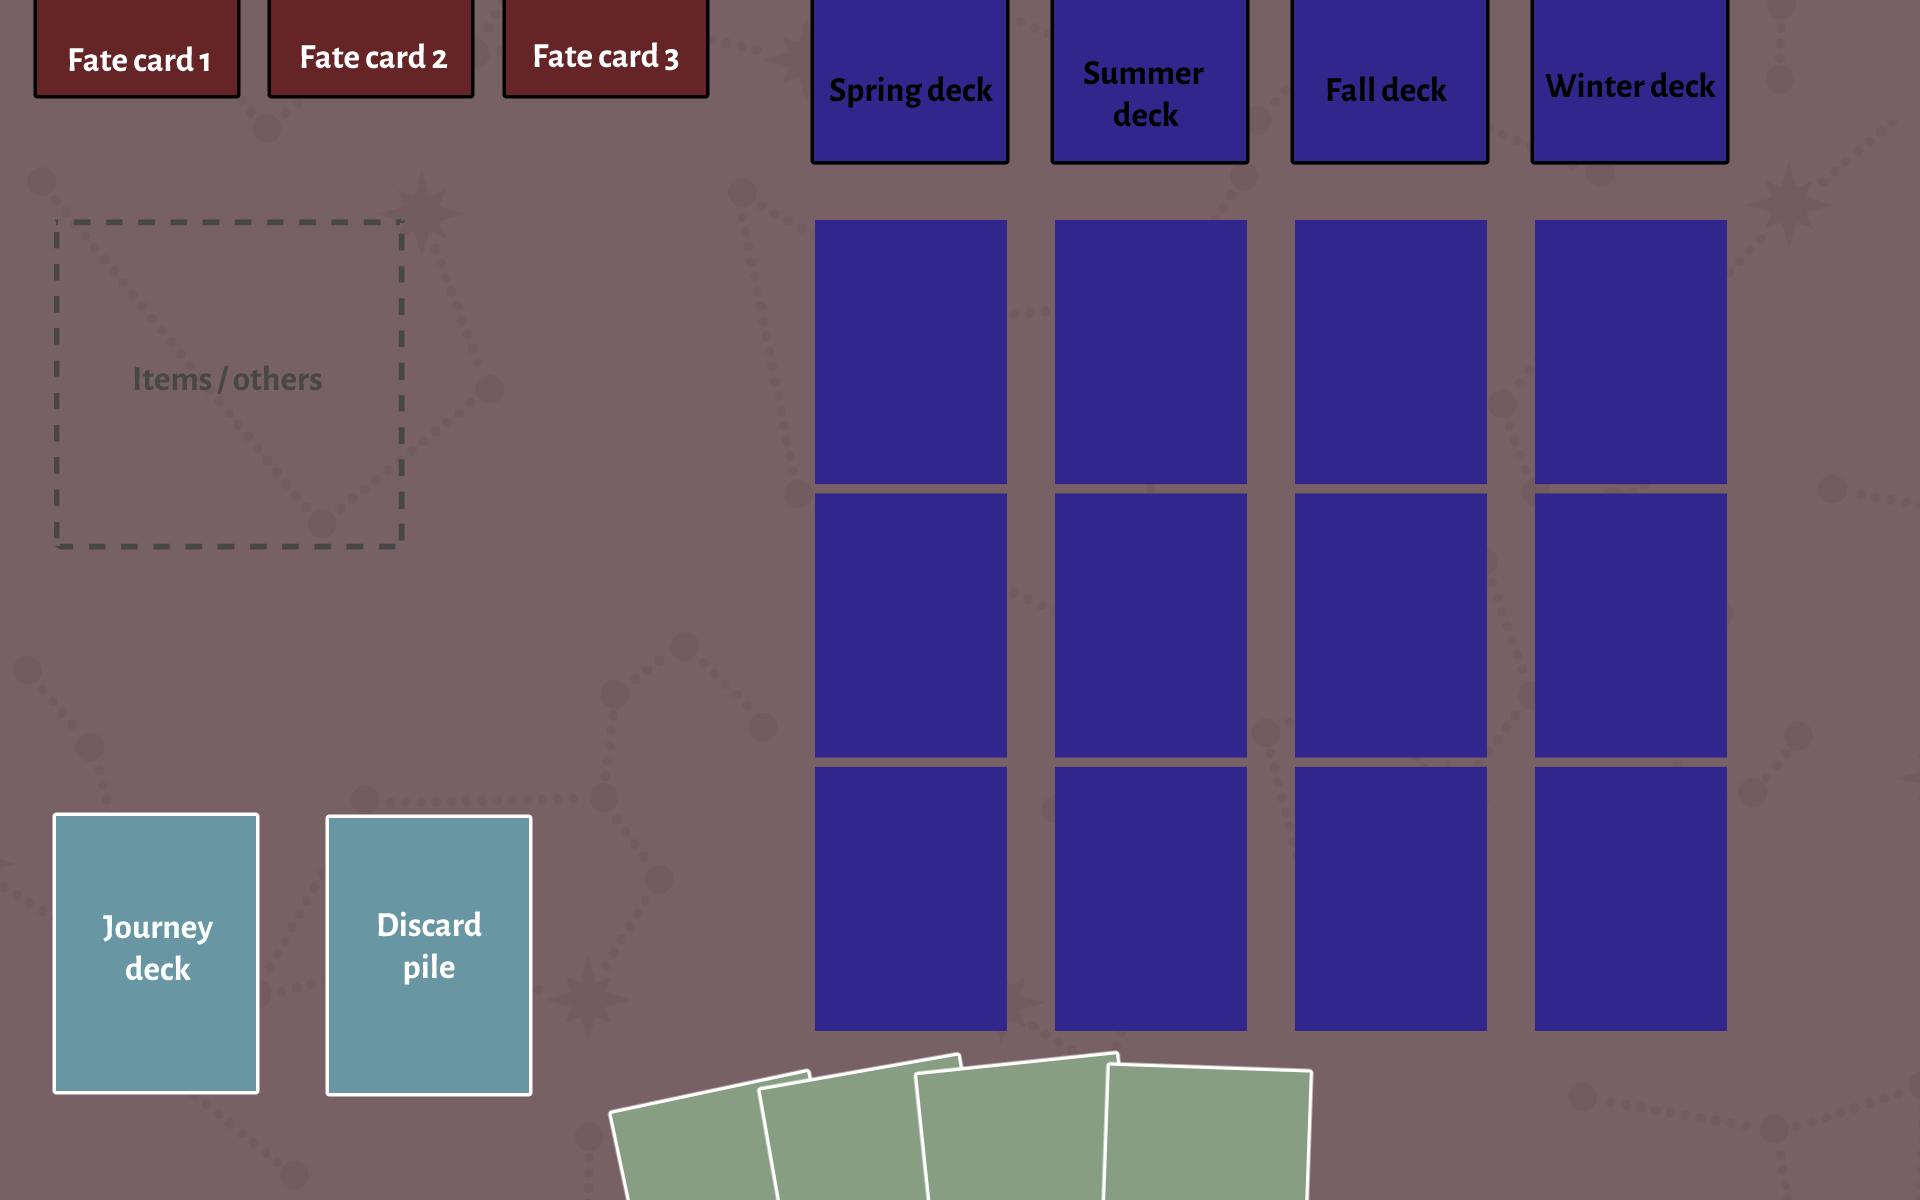 Fate card 1
Fate card 2
Fate card 3
Spring deck
Summer
deck
Fall deck
Winter deck
Items / others
Journey
deck
Discard
pile